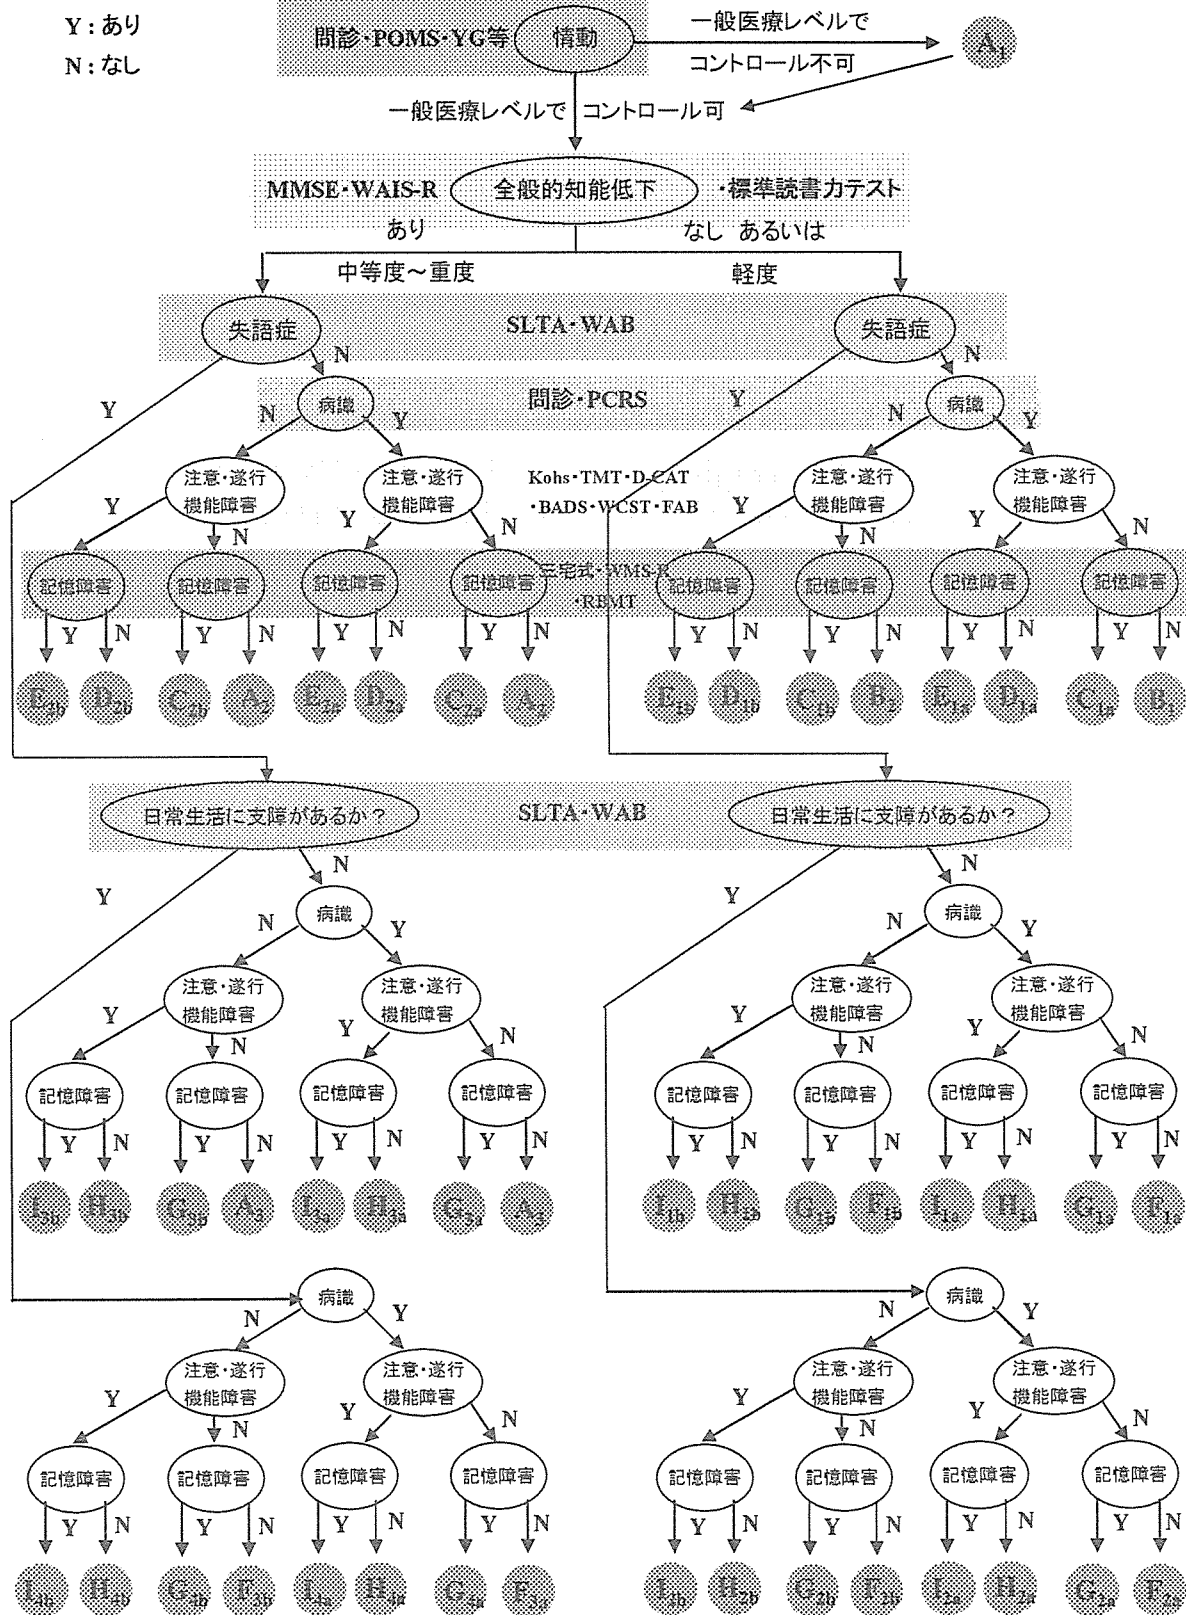 Y：あり
N：なし
問診・POMS・YG等 情動
一般医療レベルで
コントロール不可
A1
一般医療レベルで コントロール可
MMSE・WAIS-R 全般的知能低下 ・標準読書力テスト
あり なし あるいは
中等度～重度 軽度
失語症 SLTA・WAB 失語症
N N
Y 病識 問診・PCRS Y 病識
N Y N Y
注意・遂行 注意・遂行 Kohs・TMT・D-CAT 注意・遂行 注意・遂行
機能障害 機能障害 ・BADS・WCST・FAB 機能障害 機能障害
Y N Y N Y N Y N
記憶障害 記憶障害 記憶障害 記憶障害 三宅式・WMS-R 記憶障害 記憶障害 記憶障害 記憶障害
・RBMT
Y N Y N Y N Y N Y N Y N Y N Y N
E2b D2b C2b A2 E2a D2a C2a A2 E1b D1b C1b B2 E1a D1a C1a B1
日常生活に支障があるか？ SLTA・WAB 日常生活に支障があるか？
Y N Y N
病識 病識
N Y N Y
注意・遂行 注意・遂行 注意・遂行 注意・遂行
機能障害 機能障害 機能障害 機能障害
Y N Y N Y N Y N
記憶障害 記憶障害 記憶障害 記憶障害 記憶障害 記憶障害 記憶障害 記憶障害
Y N Y N Y N Y N Y N Y N Y N Y N
I3b H3b G3b A3 I3a H3a G3a A3 I1b H1b G1b F1b I1a H1a G1a F1a
病識 病識
N Y N Y
注意・遂行 注意・遂行 注意・遂行 注意・遂行
機能障害 機能障害 機能障害 機能障害
Y N Y N Y N Y N
記憶障害 記憶障害 記憶障害 記憶障害 記憶障害 記憶障害 記憶障害 記憶障害
Y N Y N Y N Y N Y N Y N Y N Y N
I4b H4b G4b F3b I4a H4a G4a F3a I2b H2b G2b F2b I2a H2a G2a F2a